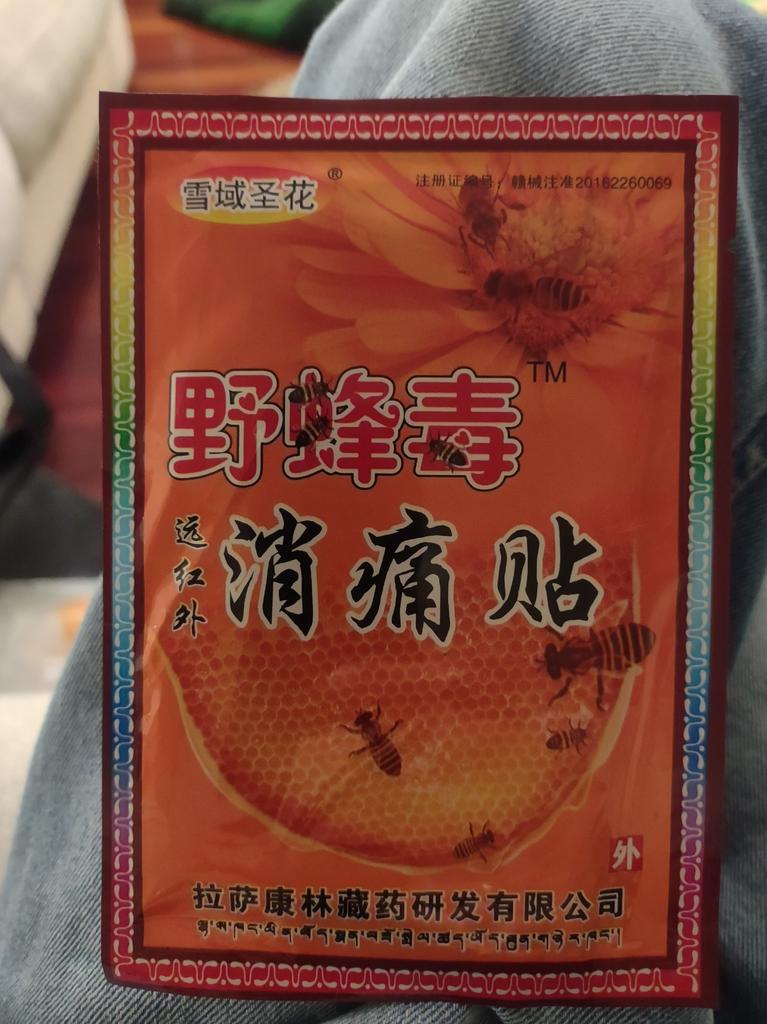 雪域圣花®
注册证编号：赣械注准20162260069
野蜂毒™
远红外
消痛贴
外
拉萨康林藏药研发有限公司